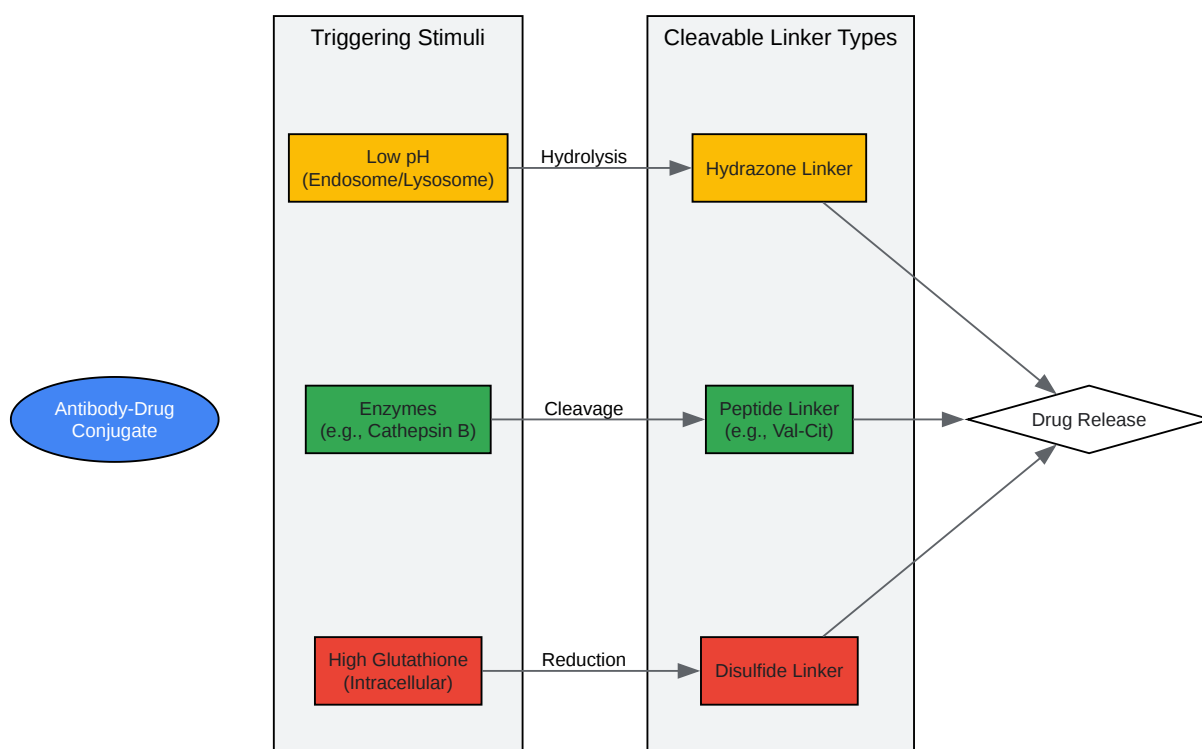 Triggering Stimuli
Cleavable Linker Types
Low pH
(Endosome/Lysosome)
Hydrolysis
Hydrazone Linker
Antibody-Drug
Conjugate
Enzymes
(e.g., Cathepsin B)
Cleavage
Peptide Linker
(e.g., Val-Cit)
Drug Release
High Glutathione
(Intracellular)
Reduction
Disulfide Linker